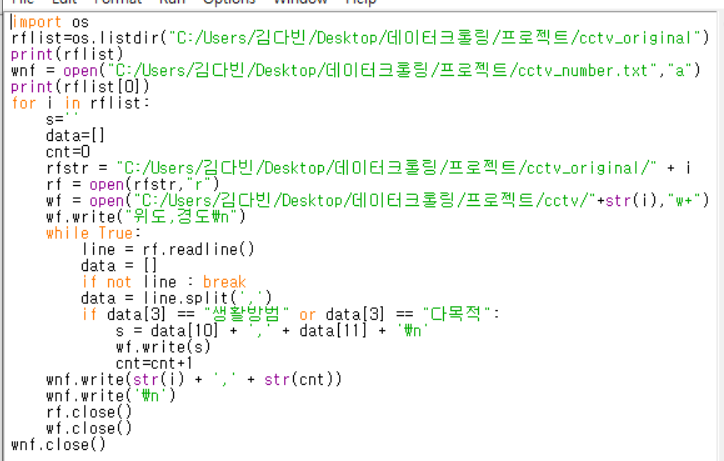 File Edit Format Run Options Window Help
import os
rflist=os.listdir("C:/Users/김다빈/Desktop/데이터크롤링/프로젝트/cctv_original")
print(rflist)
wnf = open("C:/Users/김다빈/Desktop/데이터크롤링/프로젝트/cctv_number.txt","a")
print(rflist[0])
for i in rflist:
    s=''
    data=[]
    cnt=0
    rfstr = "C:/Users/김다빈/Desktop/데이터크롤링/프로젝트/cctv_original/" + i
    rf = open(rfstr,"r")
    wf = open("C:/Users/김다빈/Desktop/데이터크롤링/프로젝트/cctv/"+str(i),"w+")
    wf.write("위도,경도₩n")
    while True:
        line = rf.readline()
        data = []
        if not line : break
        data = line.split(',')
        if data[3] == "생활방범" or data[3] == "다목적":
            s = data[10] + ',' + data[11] + '₩n'
            wf.write(s)
            cnt=cnt+1
    wnf.write(str(i) + ',' + str(cnt))
    wnf.write('₩n')
    rf.close()
    wf.close()
wnf.close()